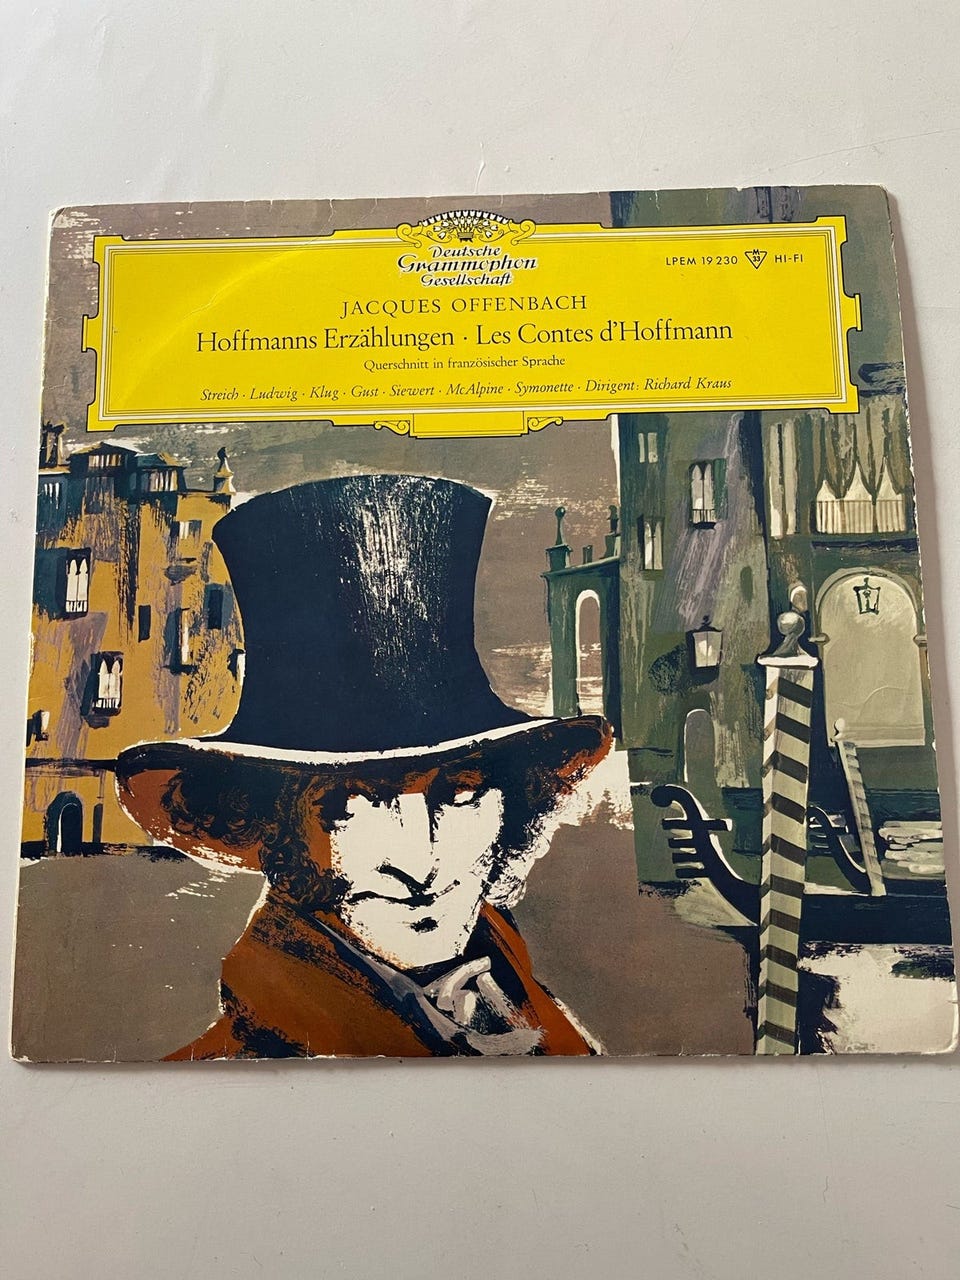 Deutsche
Grammophon
Gesellschaft
LPEM 19 230 M 33 HI-FI
JACQUES OFFENBACH
Hoffmanns Erzählungen · Les Contes d'Hoffmann
Querschnitt in französischer Sprache
Streich · Ludwig · Klug · Gust · Siewert · McAlpine · Symonette · Dirigent: Richard Kraus